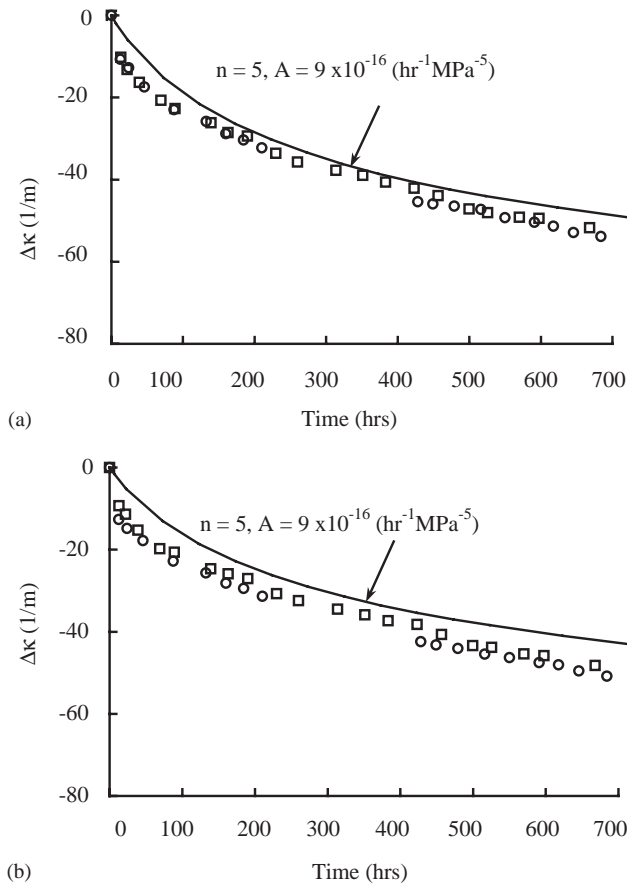 0
n = 5, A = 9 x10⁻¹⁶ (hr⁻¹MPa⁻⁵)
-20
-40
-60
-80
Δκ (1/m)
0 100 200 300 400 500 600 700
(a)
Time (hrs)
0
n = 5, A = 9 x10⁻¹⁶ (hr⁻¹MPa⁻⁵)
-20
-40
-60
-80
Δκ (1/m)
0 100 200 300 400 500 600 700
(b)
Time (hrs)